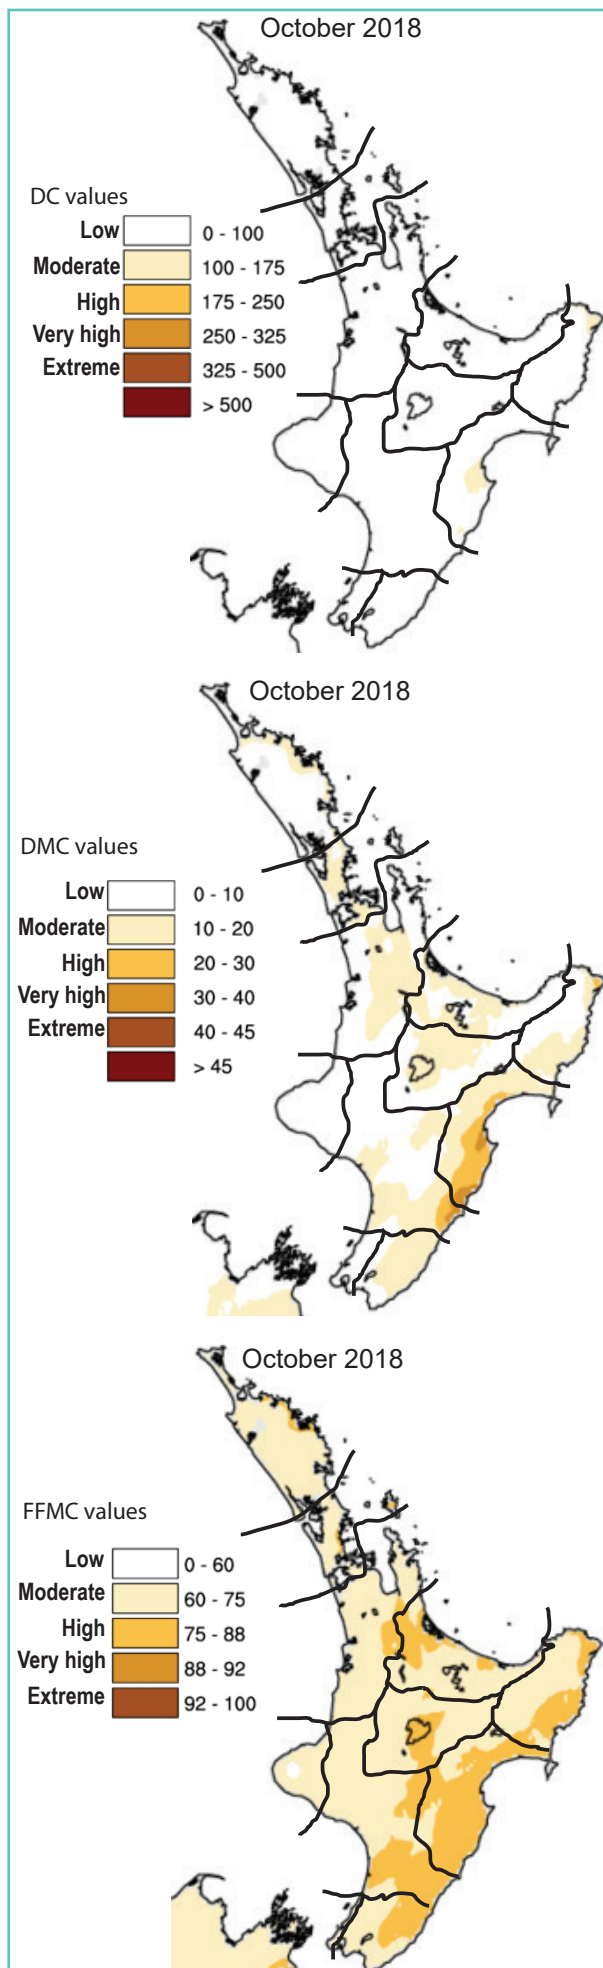 October 2018
DC values
Low 0 - 100
Moderate 100 - 175
High 175 - 250
Very high 250 - 325
Extreme 325 - 500
> 500
October 2018
DMC values
Low 0 - 10
Moderate 10 - 20
High 20 - 30
Very high 30 - 40
Extreme 40 - 45
> 45
October 2018
FFMC values
Low 0 - 60
Moderate 60 - 75
High 75 - 88
Very high 88 - 92
Extreme 92 - 100